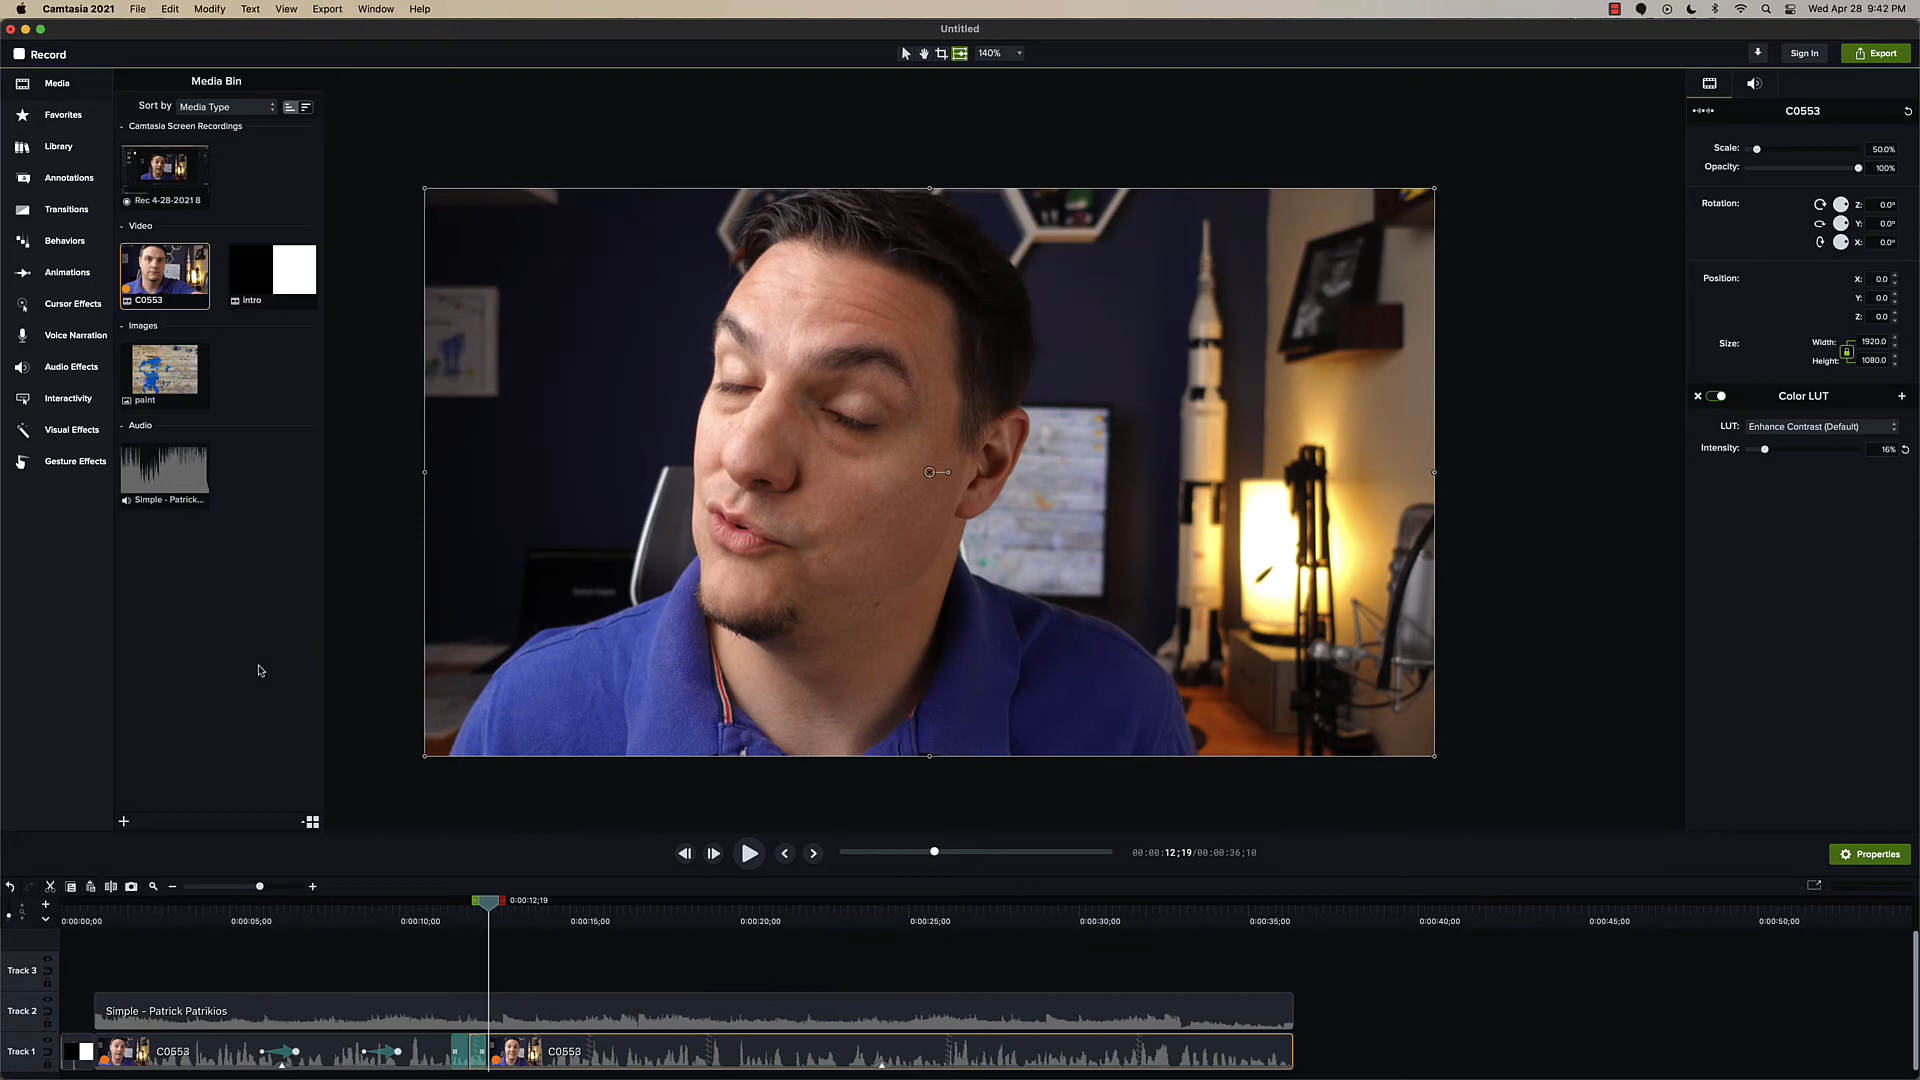 Camtasia 2021 File Edit Modify Text View Export Window Help Wed Apr 28 9:42 PM
Untitled
Record 140% Sign In Export
Media
Favorites
Library
Annotations
Transitions
Behaviors
Animations
Cursor Effects
Voice Narration
Audio Effects
Interactivity
Visual Effects
Gesture Effects
Media Bin
Sort by Media Type
Camtasia Screen Recordings
Rec 4-28-2021 8
Video
C0553 intro
Images
paint
Audio
Simple - Patrick...
C0553
Scale: 50.0%
Opacity: 100%
Rotation: Z: 0.0°
Y: 0.0°
X: 0.0°
Position: X: 0.0
Y: 0.0
Z: 0.0
Size: Width: 1920.0
Height: 1080.0
Color LUT
LUT: Enhance Contrast (Default)
Intensity: 16%
00:00:12;19/00:00:36;10
Properties
0:00:12;19
0:00:00;00 0:00:05;00 0:00:10;00 0:00:15;00 0:00:20;00 0:00:25;00 0:00:30;00 0:00:35;00 0:00:40;00 0:00:45;00 0:00:50;00
Track 3
Track 2 Simple - Patrick Patrikios
Track 1 C0553 C0553